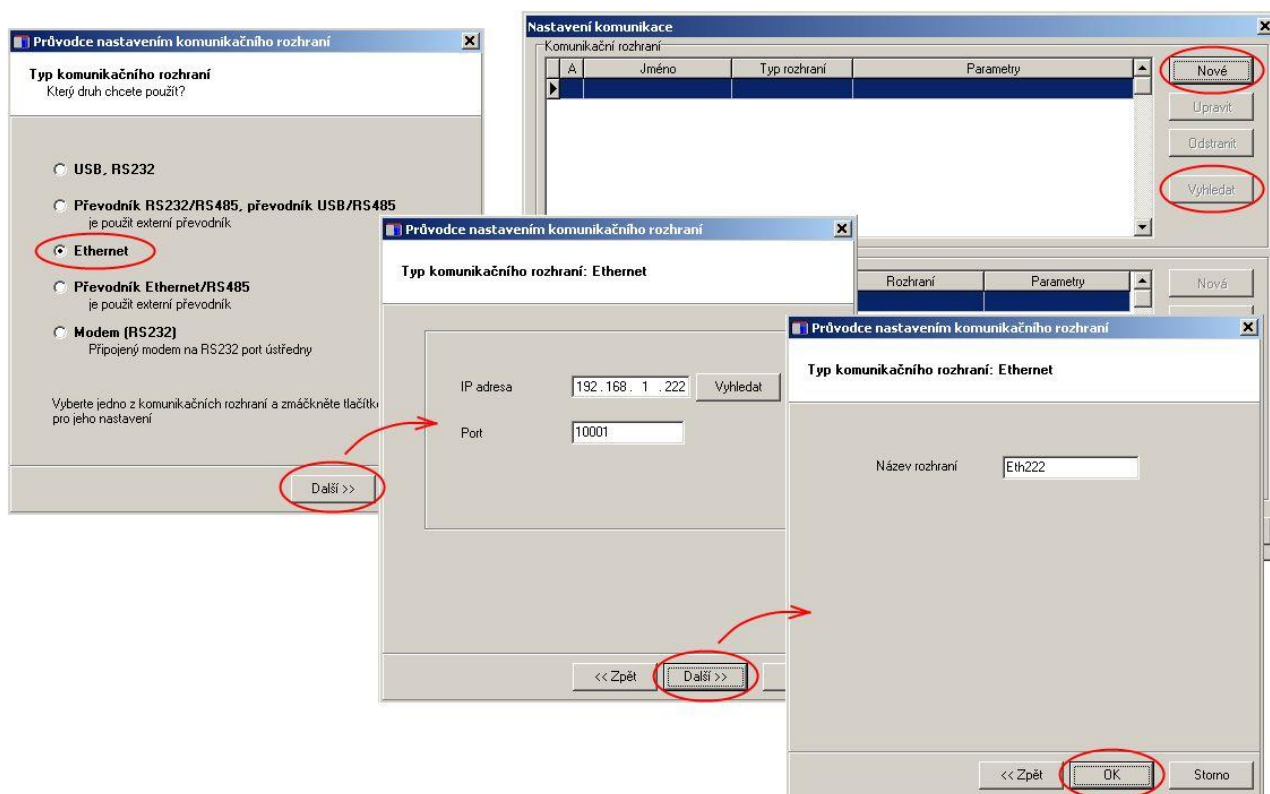 Průvodce nastavením komunikačního rozhraní
Typ komunikačního rozhraní
Který druh chcete použít?
USB, RS232
Převodník RS232/RS485, převodník USB/RS485
je použit externí převodník
Ethernet
Převodník Ethernet/RS485
je použit externí převodník
Modem (RS232)
Připojený modem na RS232 port ústředny
Vyberte jedno z komunikačních rozhraní a zmáčkněte
pro jeho nastavení
Další >>
Nastavení komunikace
Komunikační rozhraní
A Jméno Typ rozhraní Parametry
Nové
Upravit
Odstranit
Vyhledat
Rozhraní Parametry
Nová
Průvodce nastavením komunikačního rozhraní
Typ komunikačního rozhraní: Ethernet
IP adresa 192.168. 1 .222 Vyhledat
Port 10001
<< Zpět Další >>
Průvodce nastavením komunikačního rozhraní
Typ komunikačního rozhraní: Ethernet
Název rozhraní Eth222
<< Zpět OK Storno